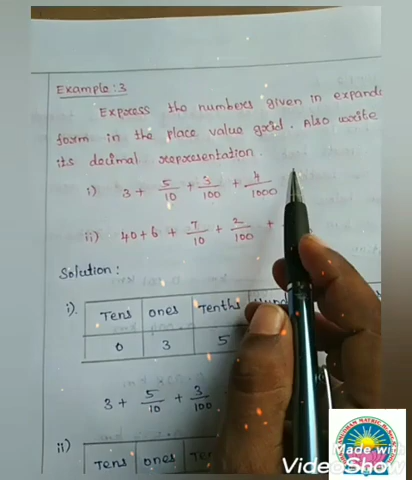 Example:3
Express the numbers given in expand
form in the place value grid. Also write
its decimal representation.
i) 3 + 5/10 + 3/100 + 4/1000
ii) 40+6 + 7/10 + 2/100 +
Solution:
i). Tens ones Tenths Hund
0 3 5
3 + 5/10 + 3/100
ii) Tens ones Te
Made with
VideoShow